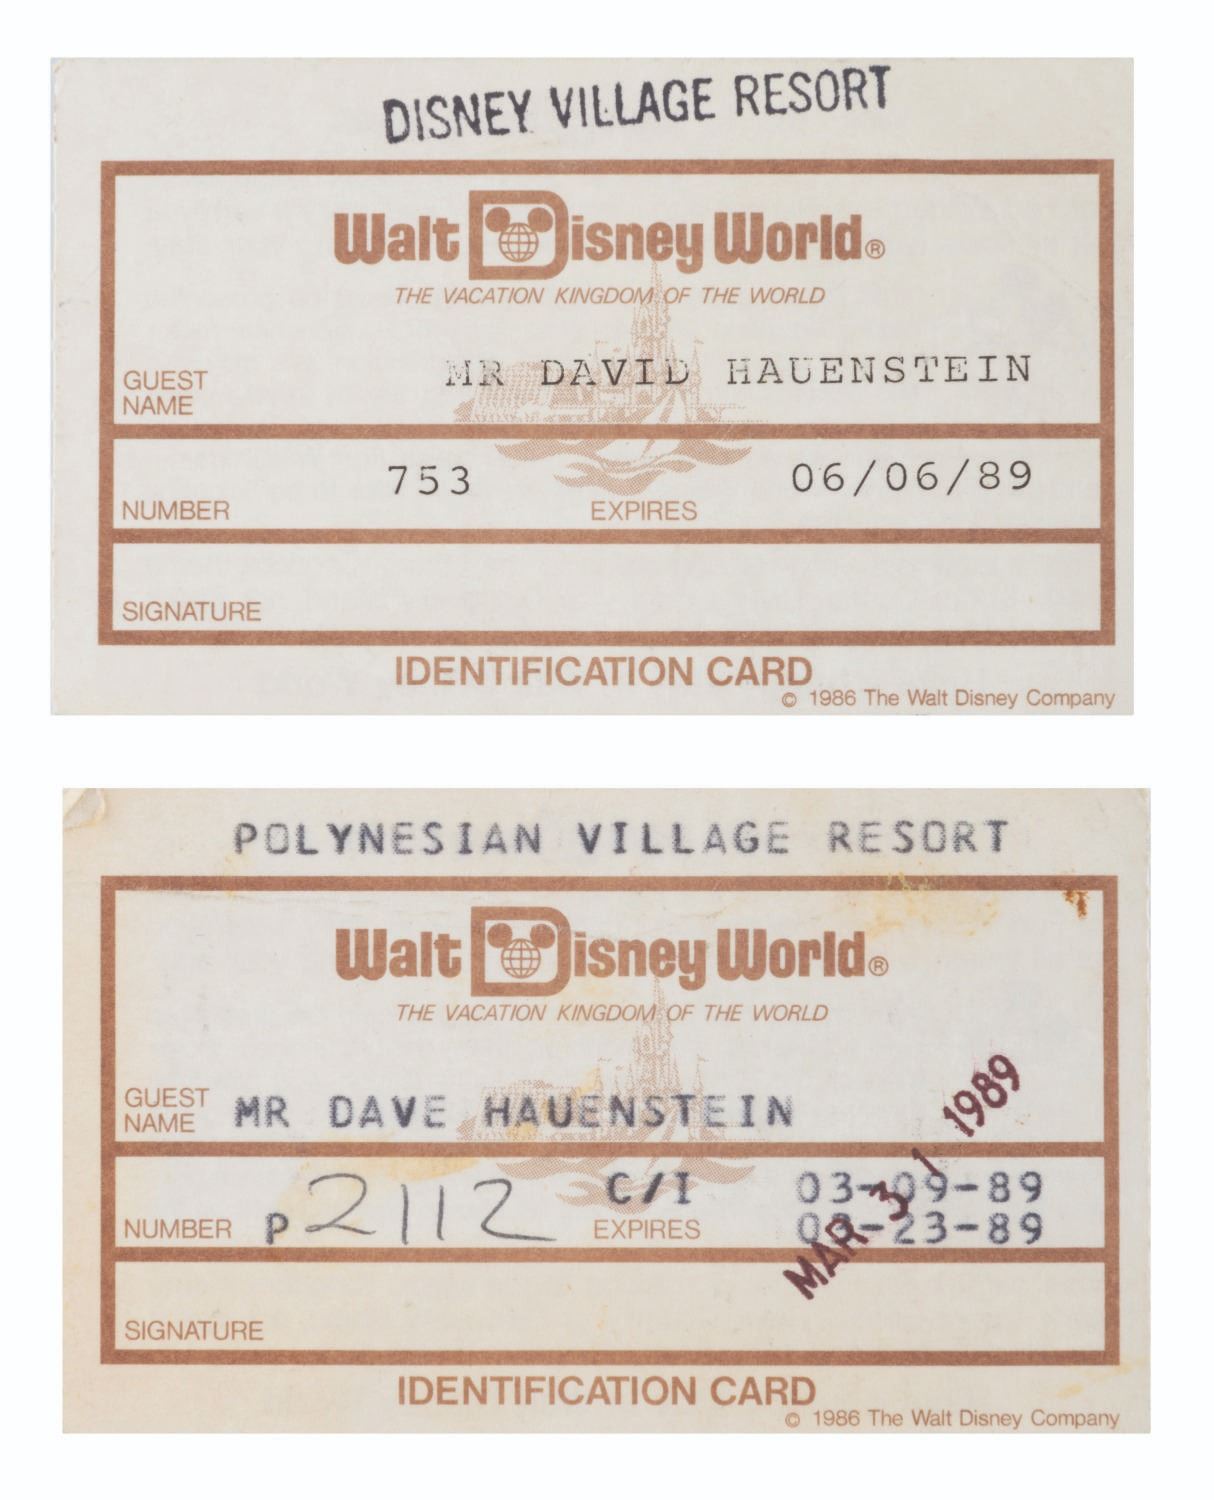 DISNEY VILLAGE RESORT
Walt Disney World®
THE VACATION KINGDOM OF THE WORLD
GUEST NAME MR DAVID HAUENSTEIN
NUMBER 753 EXPIRES 06/06/89
SIGNATURE
IDENTIFICATION CARD
© 1986 The Walt Disney Company
POLYNESIAN VILLAGE RESORT
Walt Disney World®
THE VACATION KINGDOM OF THE WORLD
GUEST NAME MR DAVE HAUENSTEIN
C/I 03-09-89
NUMBER P 2112 EXPIRES 03-23-89
MAR 31 1989
SIGNATURE
IDENTIFICATION CARD
© 1986 The Walt Disney Company